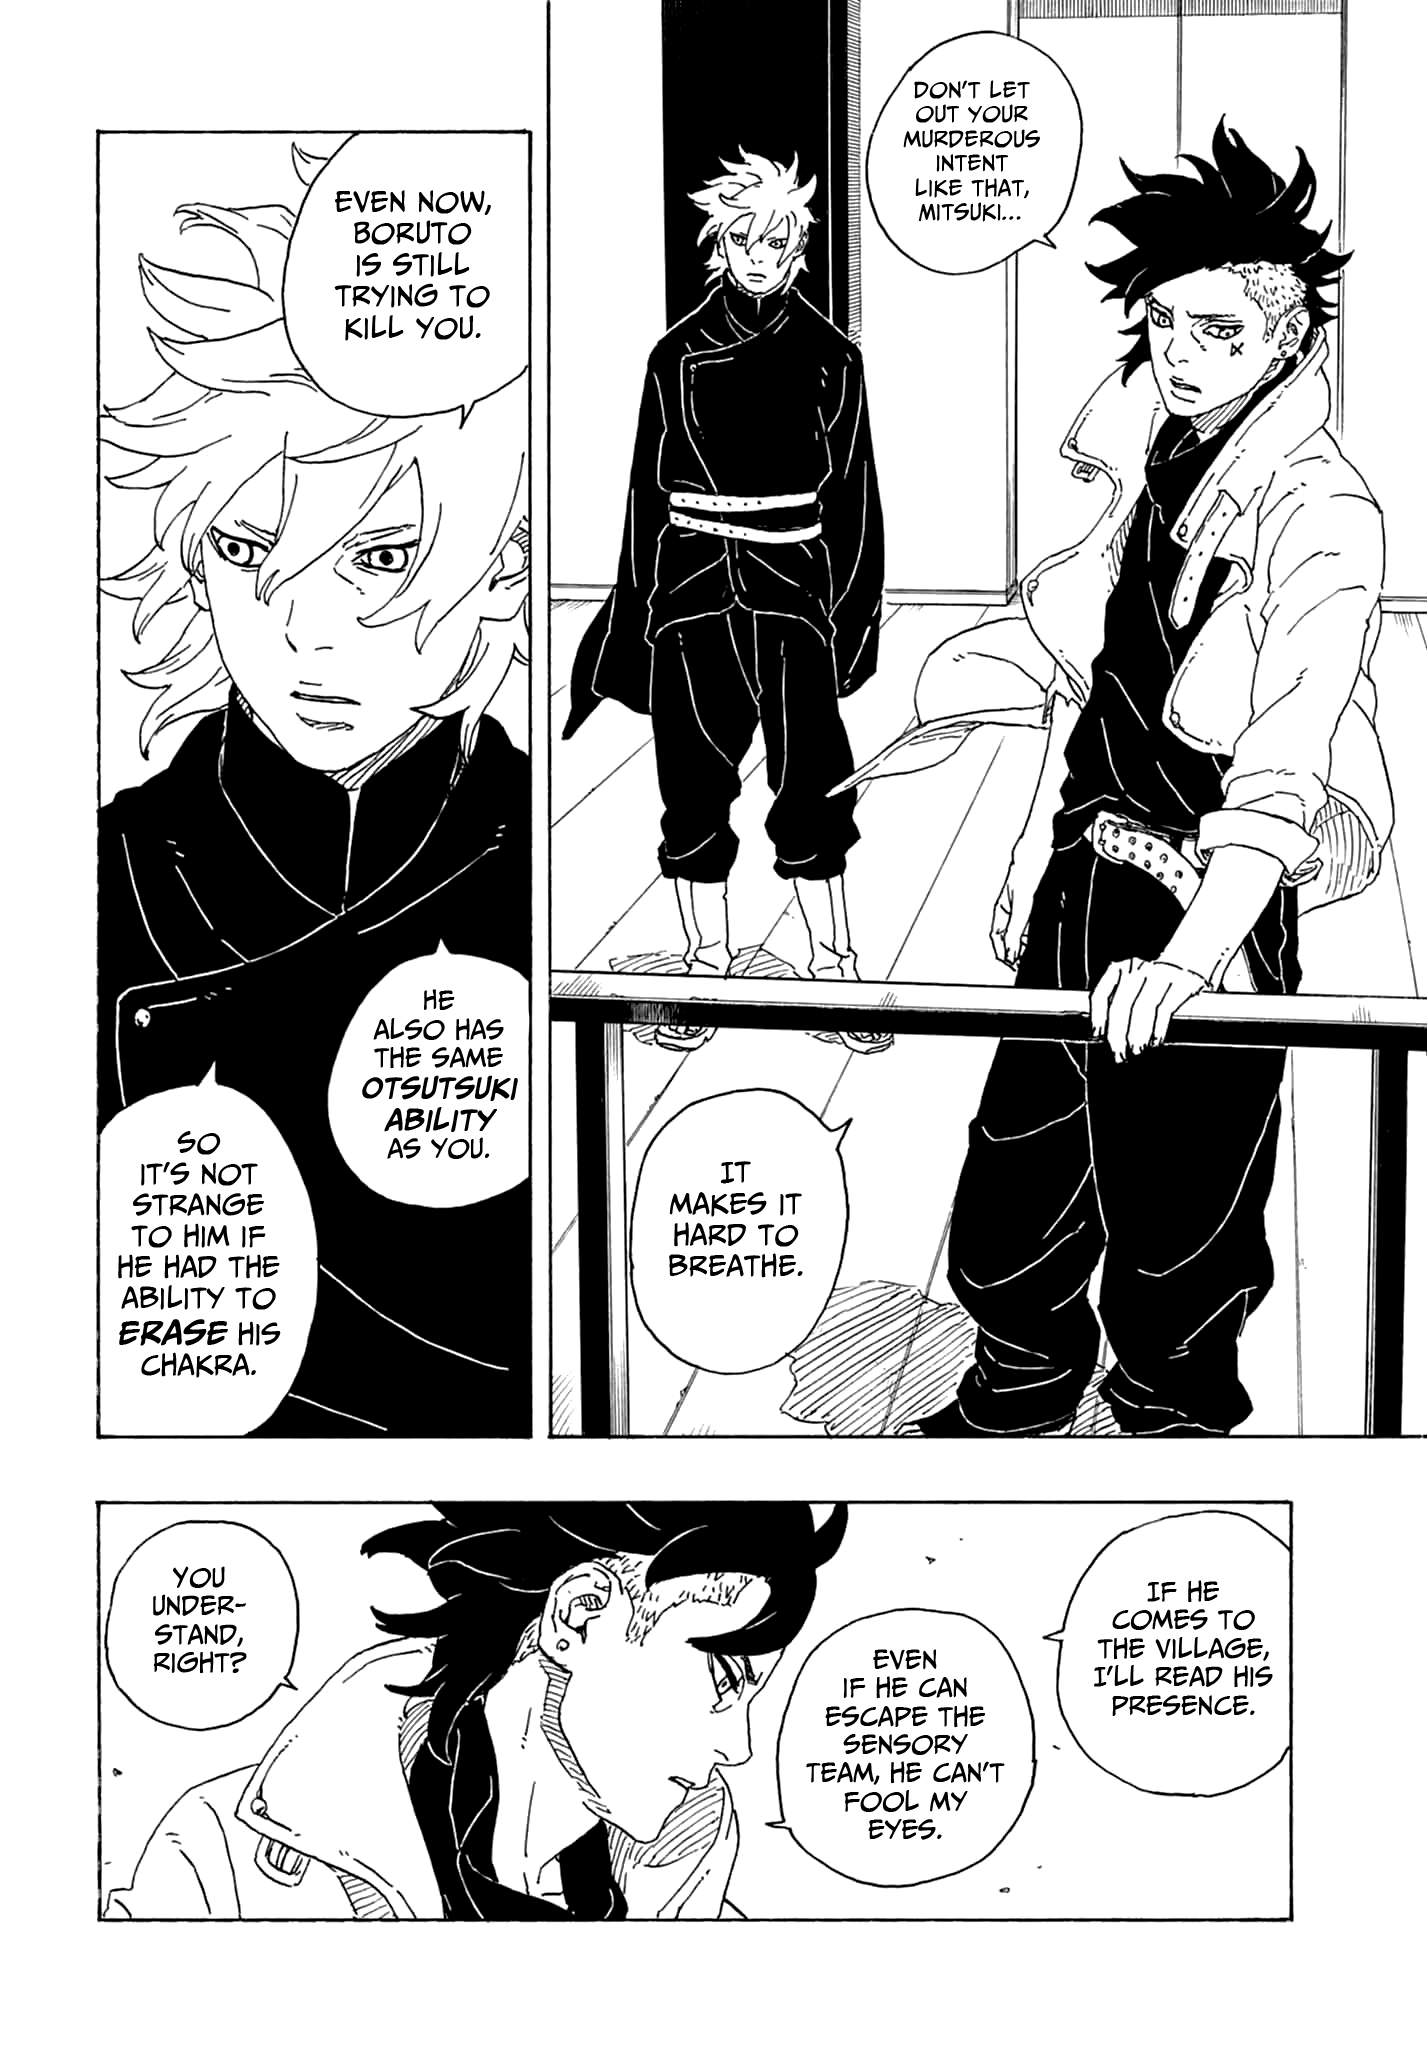 DON'T LET
OUT YOUR
MURDEROUS
INTENT
LIKE THAT,
MITSUKI...
IT
MAKES IT
HARD TO
BREATHE.
EVEN NOW,
BORUTO
IS STILL
TRYING TO
KILL YOU.
HE
ALSO HAS
THE SAME
OTSUTSUKI
ABILITY
AS YOU.
SO
IT'S NOT
STRANGE
TO HIM IF
HE HAD THE
ABILITY TO
ERASE HIS
CHAKRA.
IF HE
COMES TO
THE VILLAGE,
I'LL READ HIS
PRESENCE.
EVEN
IF HE CAN
ESCAPE THE
SENSORY
TEAM, HE CAN'T
FOOL MY
EYES.
YOU
UNDER-
STAND,
RIGHT?